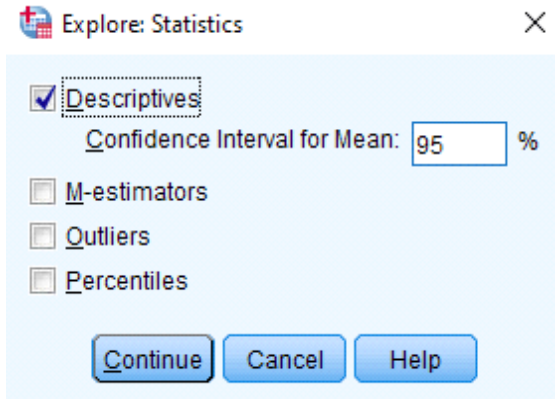 Explore: Statistics
Descriptives
Confidence Interval for Mean: 95 %
M-estimators
Outliers
Percentiles
Continue Cancel Help